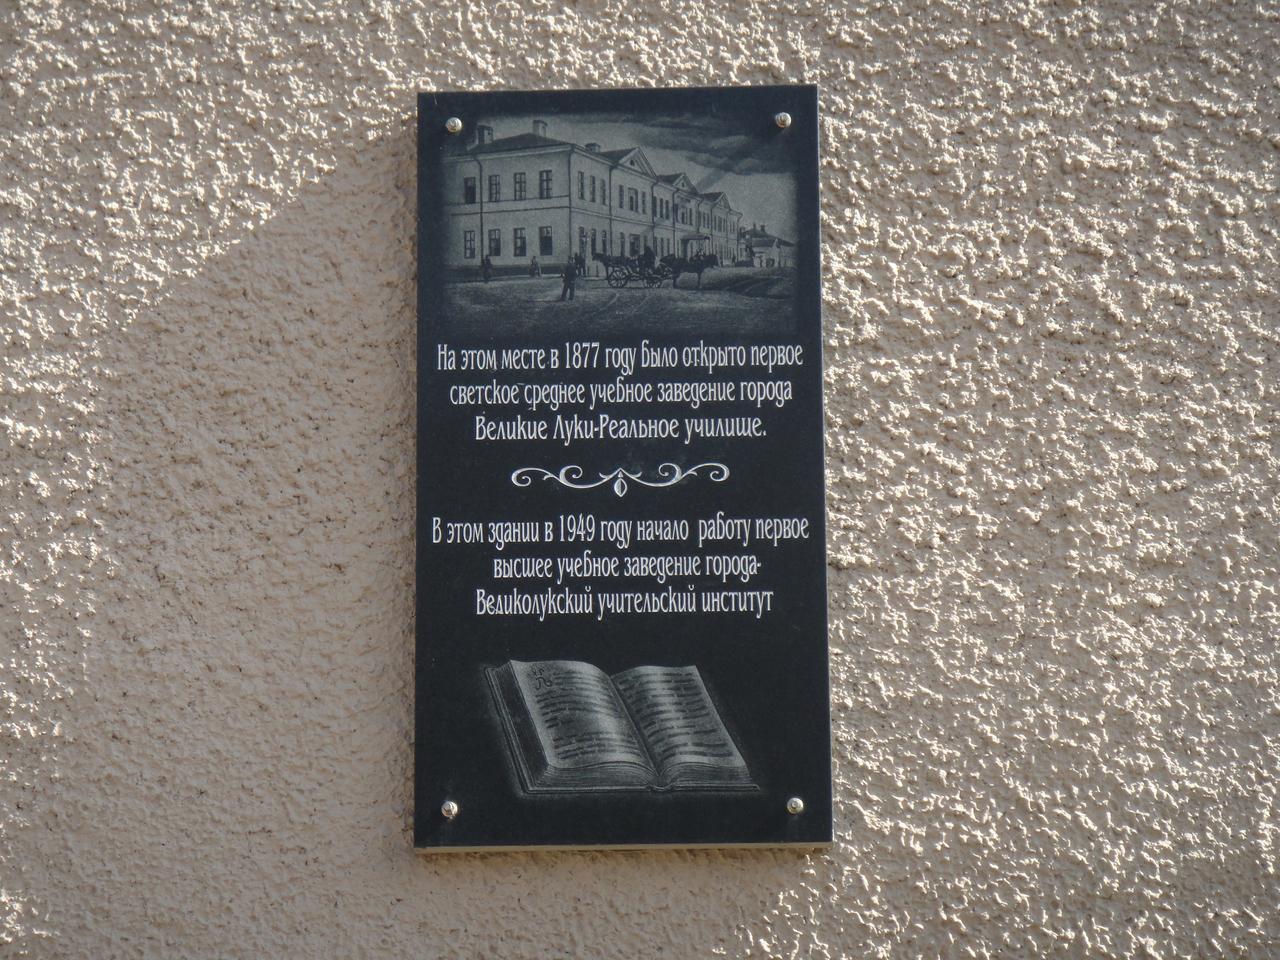 На этом месте в 1877 году было открыто первое
светское среднее учебное заведение города
Великие Луки-Реальное училище.
В этом здании в 1949 году начало работу первое
высшее учебное заведение города-
Великолукский учительский институт